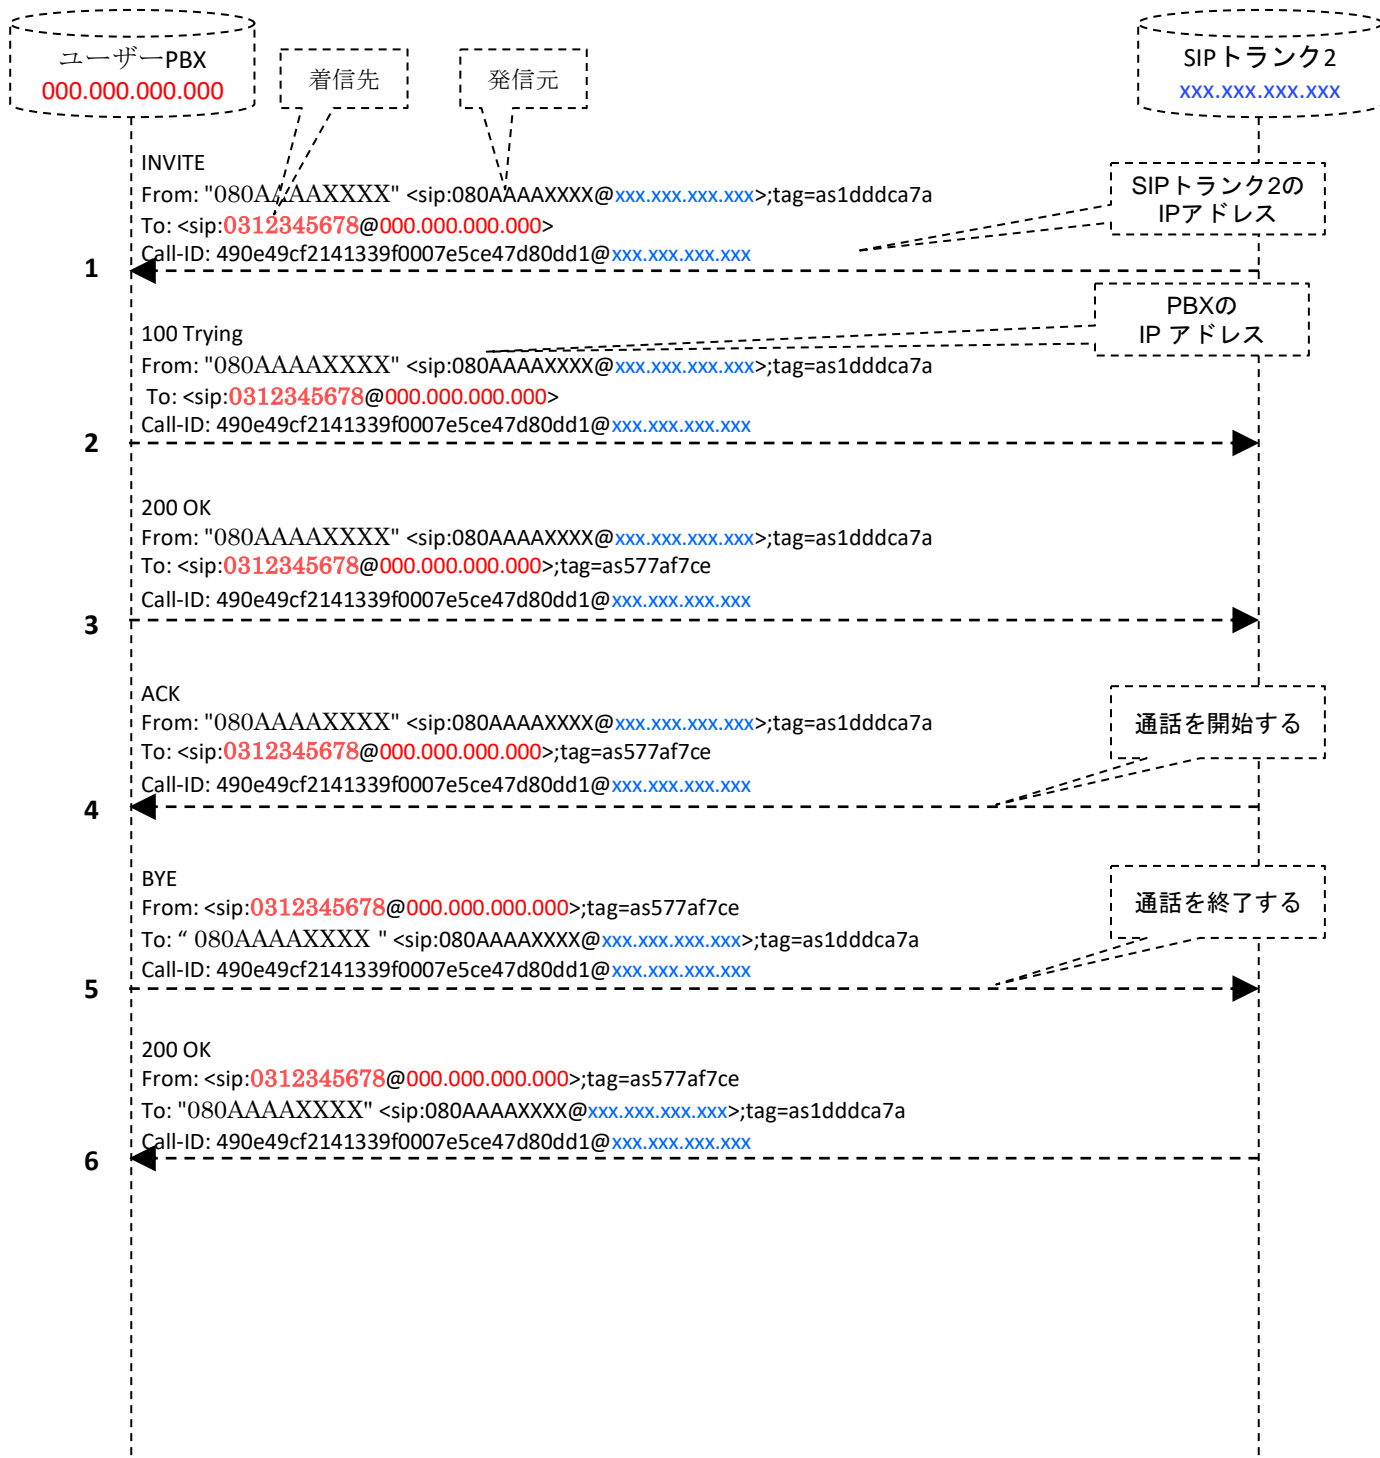 ユーザーPBX
000.000.000.000
着信先
発信元
SIPトランク2
xxx.xxx.xxx.xxx
INVITE
From: "080AAAAXXXX" <sip:080AAAAXXXX@xxx.xxx.xxx.xxx>;tag=as1dddca7a
To: <sip:0312345678@000.000.000.000>
Call-ID: 490e49cf2141339f0007e5ce47d80dd1@xxx.xxx.xxx.xxx
SIPトランク2の
IPアドレス
1
PBXの
IP アドレス
100 Trying
From: "080AAAAXXXX" <sip:080AAAAXXXX@xxx.xxx.xxx.xxx>;tag=as1dddca7a
To: <sip:0312345678@000.000.000.000>
Call-ID: 490e49cf2141339f0007e5ce47d80dd1@xxx.xxx.xxx.xxx
2
200 OK
From: "080AAAAXXXX" <sip:080AAAAXXXX@xxx.xxx.xxx.xxx>;tag=as1dddca7a
To: <sip:0312345678@000.000.000.000>;tag=as577af7ce
Call-ID: 490e49cf2141339f0007e5ce47d80dd1@xxx.xxx.xxx.xxx
3
ACK
From: "080AAAAXXXX" <sip:080AAAAXXXX@xxx.xxx.xxx.xxx>;tag=as1dddca7a
To: <sip:0312345678@000.000.000.000>;tag=as577af7ce
Call-ID: 490e49cf2141339f0007e5ce47d80dd1@xxx.xxx.xxx.xxx
通話を開始する
4
BYE
From: <sip:0312345678@000.000.000.000>;tag=as577af7ce
To: “ 080AAAAXXXX " <sip:080AAAAXXXX@xxx.xxx.xxx.xxx>;tag=as1dddca7a
Call-ID: 490e49cf2141339f0007e5ce47d80dd1@xxx.xxx.xxx.xxx
通話を終了する
5
200 OK
From: <sip:0312345678@000.000.000.000>;tag=as577af7ce
To: "080AAAAXXXX" <sip:080AAAAXXXX@xxx.xxx.xxx.xxx>;tag=as1dddca7a
Call-ID: 490e49cf2141339f0007e5ce47d80dd1@xxx.xxx.xxx.xxx
6